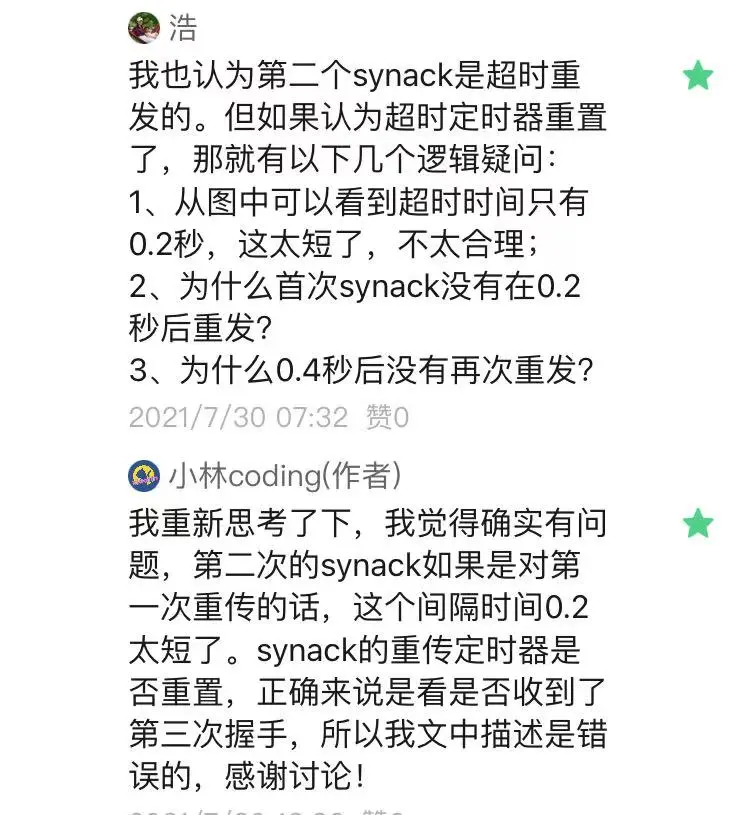 浩
我也认为第二个synack是超时重
发的。但如果认为超时定时器重置
了，那就有以下几个逻辑疑问：
1、从图中可以看到超时时间只有
0.2秒，这太短了，不太合理；
2、为什么首次synack没有在0.2
秒后重发？
3、为什么0.4秒后没有再次重发？
2021/7/30 07:32 赞0
小林coding(作者)
我重新思考了下，我觉得确实有问
题，第二次的synack如果是对第
一次重传的话，这个间隔时间0.2
太短了。synack的重传定时器是
否重置，正确来说是看是否收到了
第三次握手，所以我文中描述是错
误的，感谢讨论！